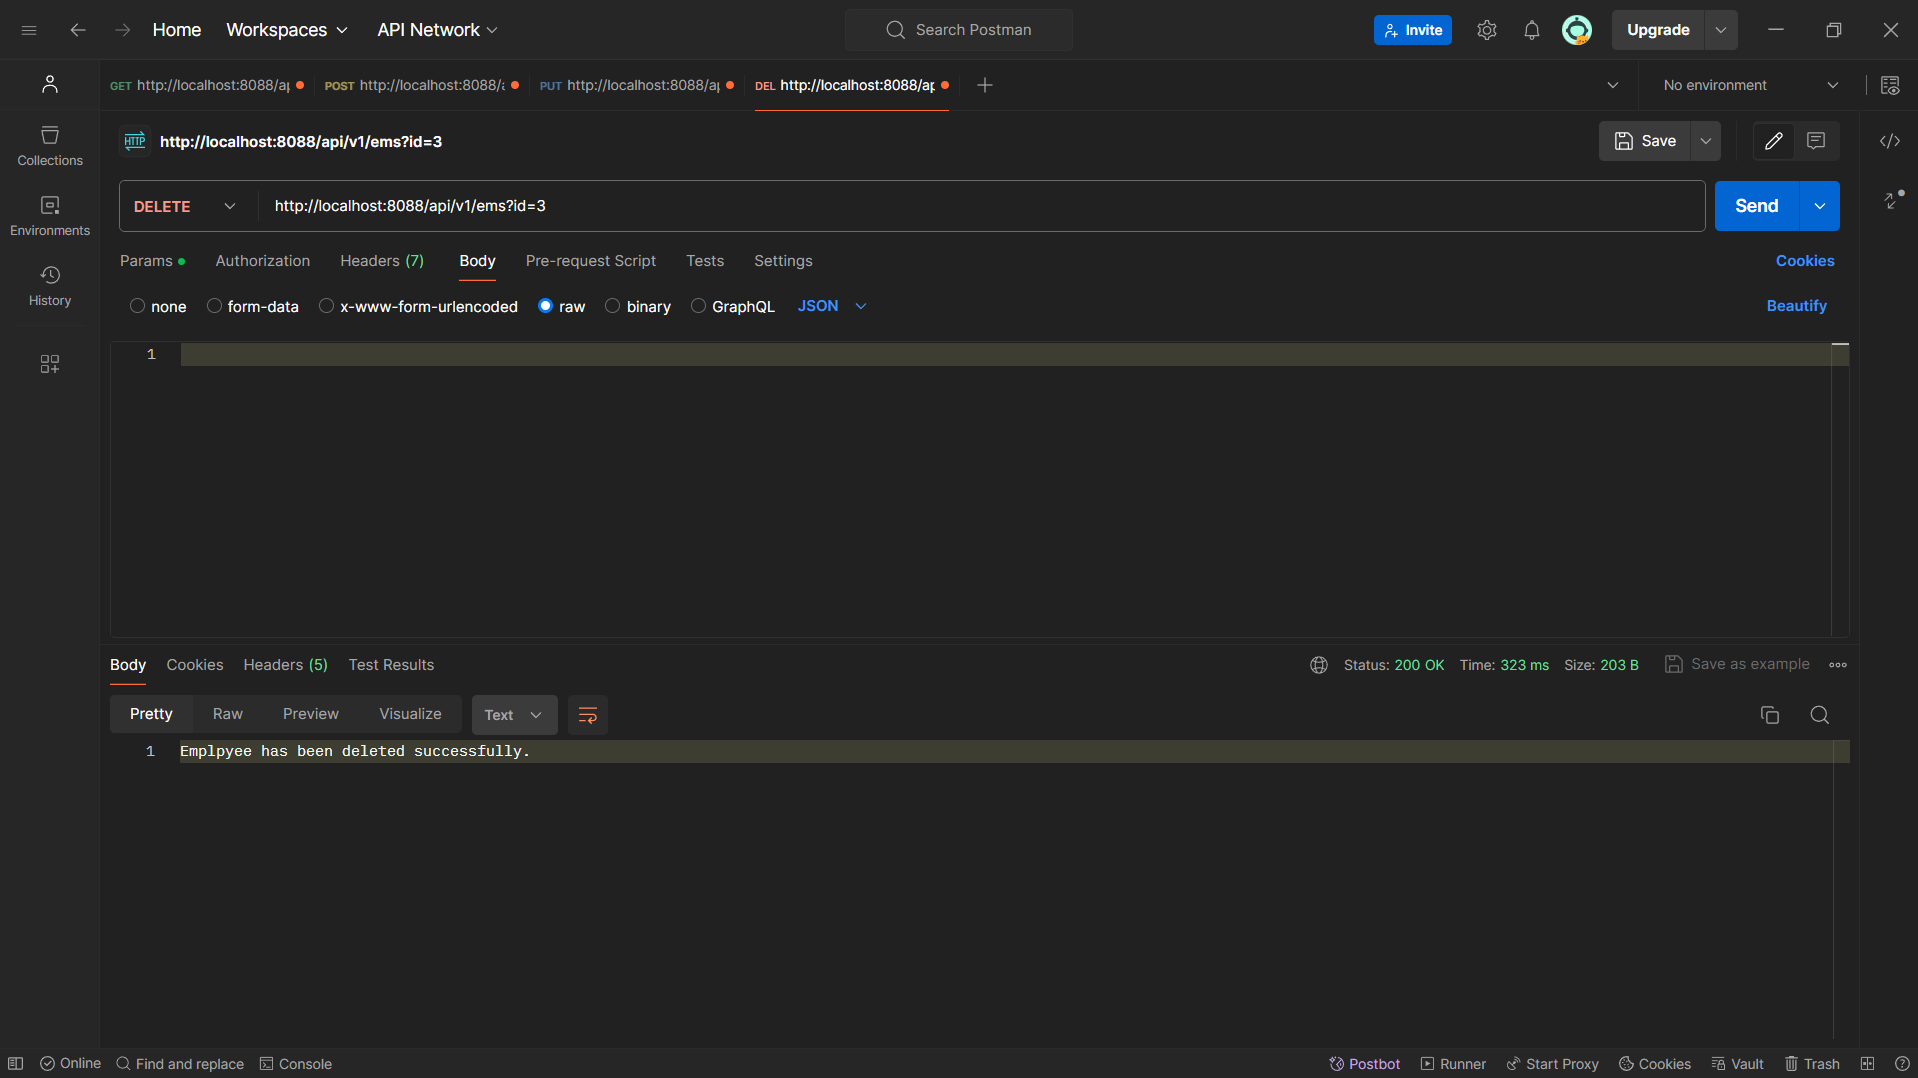 Home Workspaces API Network Search Postman Invite Upgrade
GET http://localhost:8088/a POST http://localhost:8088/ PUT http://localhost:8088/a DEL http://localhost:8088/ap No environment
HTTP http://localhost:8088/api/v1/ems?id=3 Save
Collections
DELETE http://localhost:8088/api/v1/ems?id=3 Send
Environments
Params Authorization Headers (7) Body Pre-request Script Tests Settings Cookies
History
none form-data x-www-form-urlencoded raw binary GraphQL JSON Beautify
1
Body Cookies Headers (5) Test Results Status: 200 OK Time: 323 ms Size: 203 B Save as example
Pretty Raw Preview Visualize Text
1 Emplpyee has been deleted successfully.
Online Find and replace Console Postbot Runner Start Proxy Cookies Vault Trash